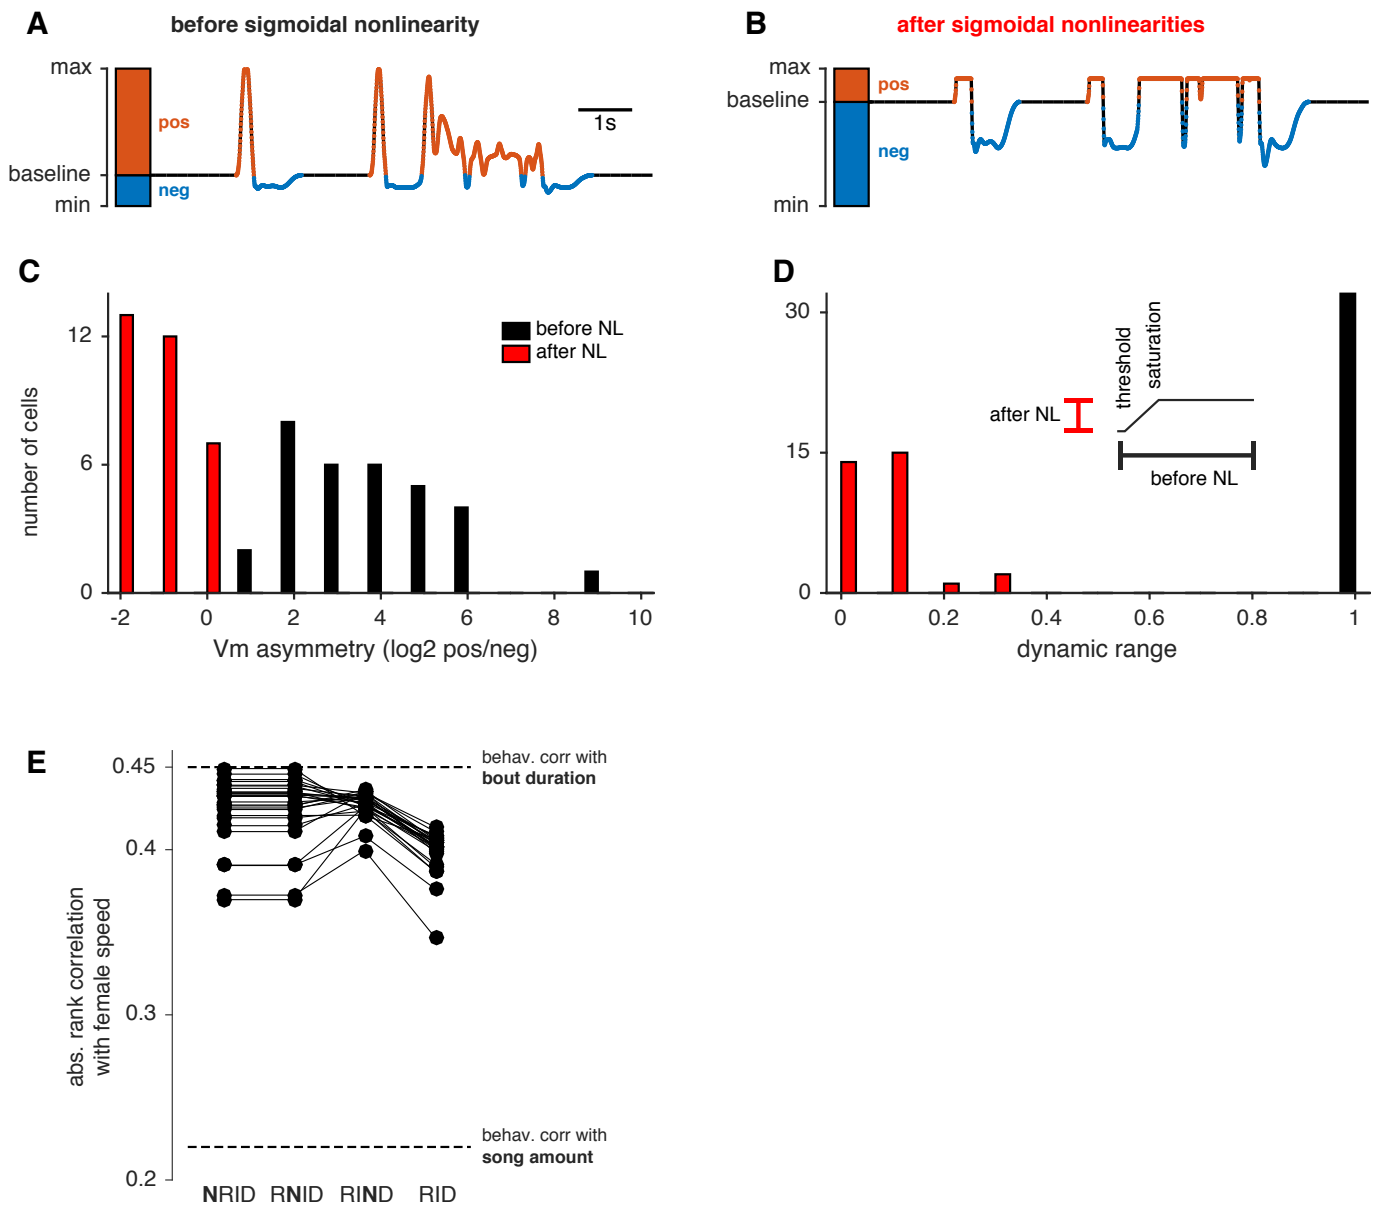 A
before sigmoidal nonlinearity
max
pos
baseline
neg
min
1s
B
after sigmoidal nonlinearities
max
pos
baseline
neg
min
C
12
6
0
number of cells
before NL
after NL
-2 0 2 4 6 8 10
Vm asymmetry (log2 pos/neg)
D
30
15
0
threshold
saturation
after NL
before NL
0 0.2 0.4 0.6 0.8 1
dynamic range
E
0.45
0.4
0.3
0.2
abs. rank correlation
with female speed
behav. corr with
bout duration
behav. corr with
song amount
NRID RNID RIND RID